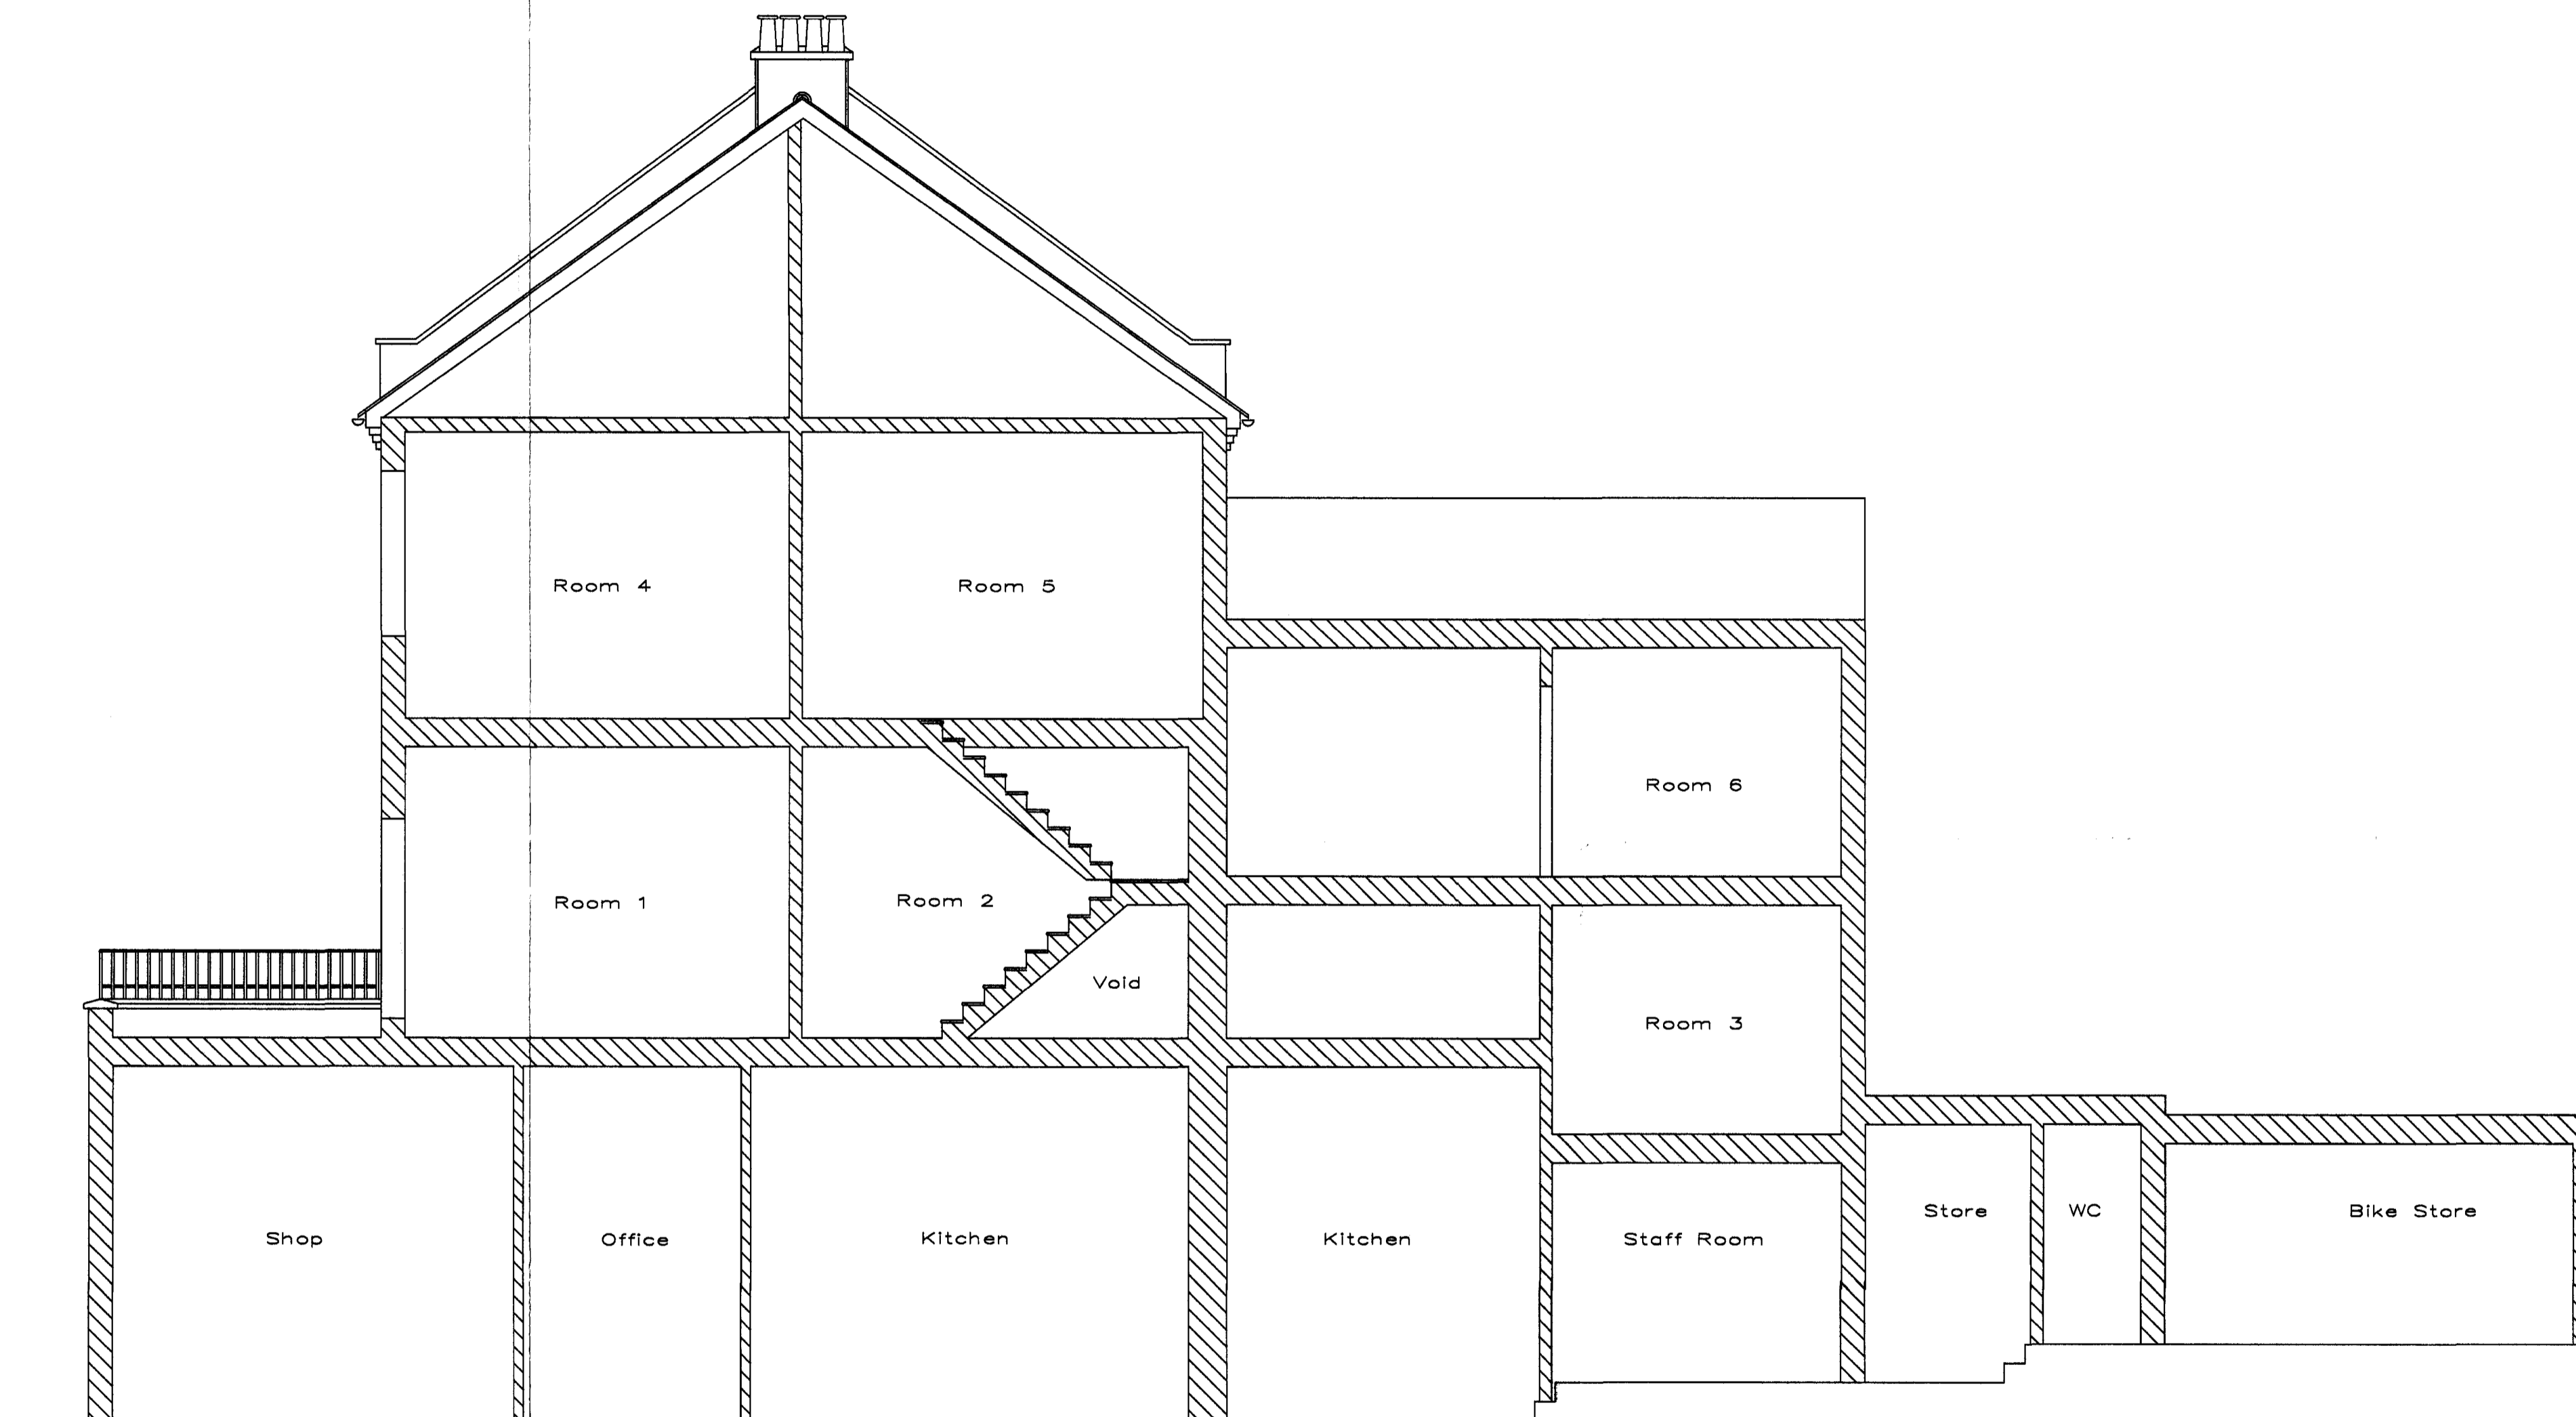 Room 4
Room 5
Room 6
Room 1
Room 2
Void
Room 3
Shop
Office
Kitchen
Kitchen
Staff Room
Store
WC
Bike Store